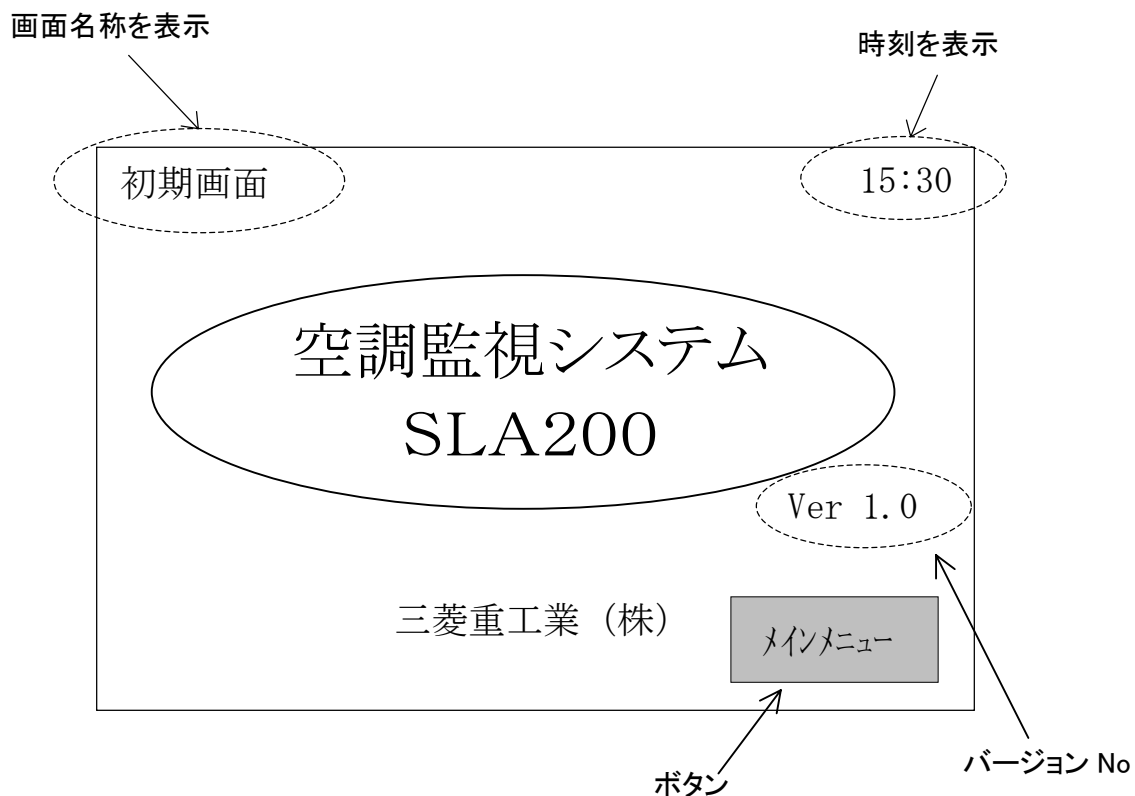 画面名称を表示
時刻を表示
初期画面
15:30
空調監視システム
SLA200
Ver 1.0
三菱重工業（株）
メインメニュー
ボタン
バージョン No